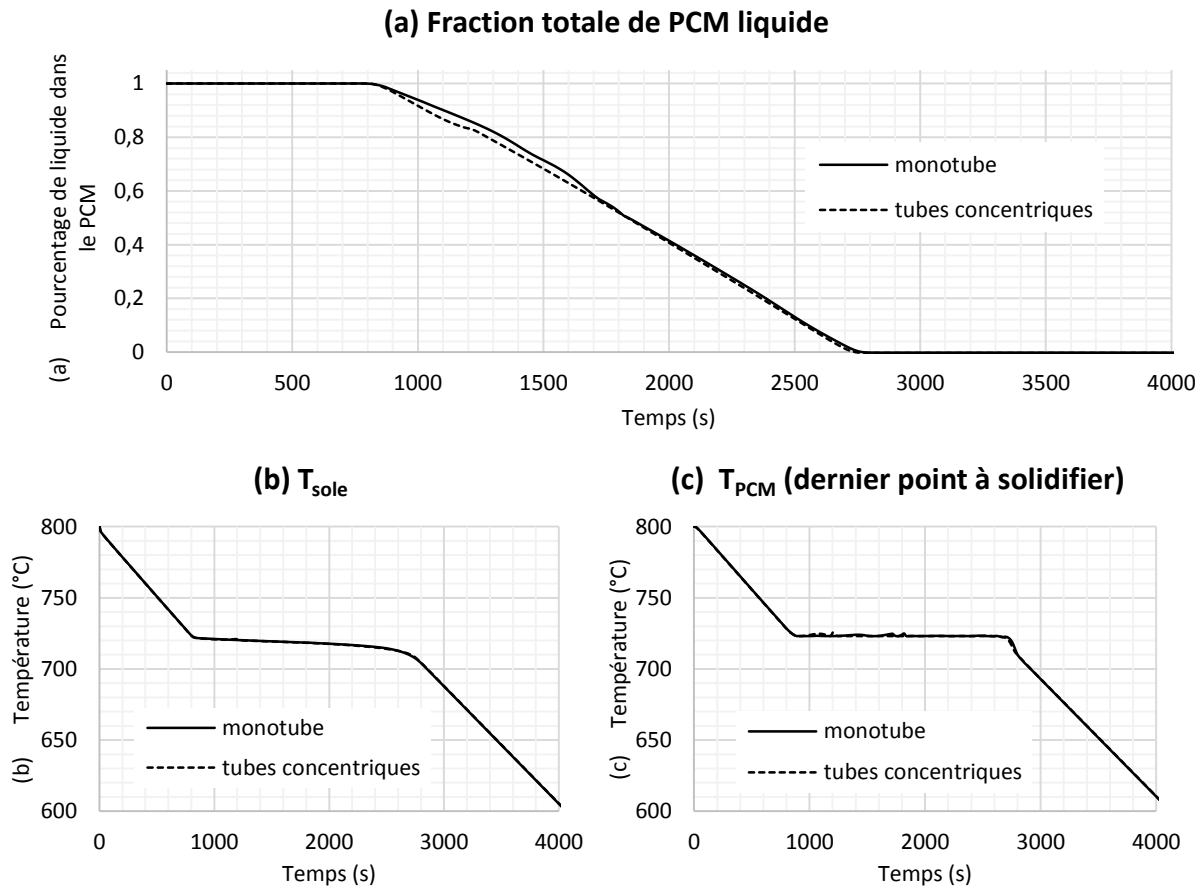 (a) Fraction totale de PCM liquide
(a) Pourcentage de liquide dans
le PCM
1
0,8
0,6
0,4
0,2
0
monotube
tubes concentriques
0 500 1000 1500 2000 2500 3000 3500 4000
Temps (s)
(b) Tsole
(b) Température (°C)
800
750
700
650
600
monotube
tubes concentriques
0 1000 2000 3000 4000
Temps (s)
(c) TPCM (dernier point à solidifier)
(c) Température (°C)
800
750
700
650
600
monotube
tubes concentriques
0 1000 2000 3000 4000
Temps (s)